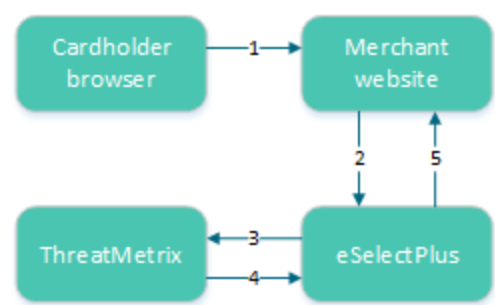 Cardholder
browser
1
Merchant
website
2
5
ThreatMetrix
3
4
eSelectPlus